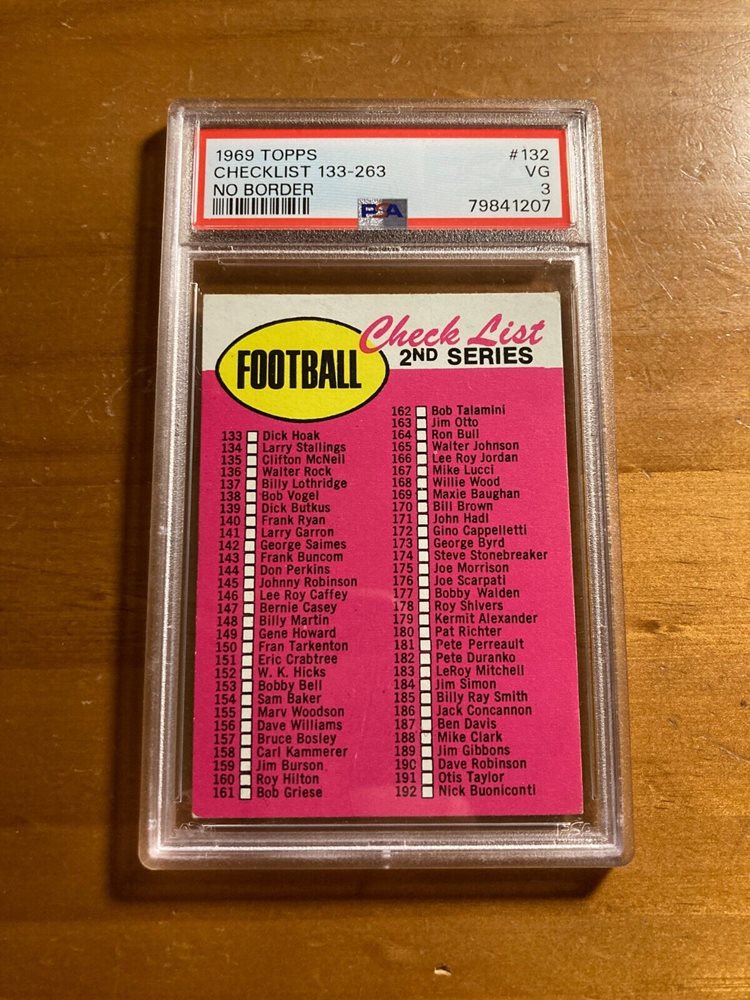 1969 TOPPS #132
CHECKLIST 133-263 VG
NO BORDER 3
PSA 79841207
Check List
2ND SERIES
FOOTBALL
133 Dick Hoak
134 Larry Stallings
135 Clifton McNeil
136 Walter Rock
137 Billy Lothridge
138 Bob Vogel
139 Dick Butkus
140 Frank Ryan
141 Larry Garron
142 George Saimes
143 Frank Buncom
144 Don Perkins
145 Johnny Robinson
146 Lee Roy Caffey
147 Bernie Casey
148 Billy Martin
149 Gene Howard
150 Fran Tarkenton
151 Eric Crabtree
152 W. K. Hicks
153 Bobby Bell
154 Sam Baker
155 Marv Woodson
156 Dave Williams
157 Bruce Bosley
158 Carl Kammerer
159 Jim Burson
160 Roy Hilton
161 Bob Griese
162 Bob Talamini
163 Jim Otto
164 Ron Bull
165 Walter Johnson
166 Lee Roy Jordan
167 Mike Lucci
168 Willie Wood
169 Maxie Baughan
170 Bill Brown
171 John Hadl
172 Gino Cappelletti
173 George Byrd
174 Steve Stonebreaker
175 Joe Morrison
176 Joe Scarpati
177 Bobby Walden
178 Roy Shivers
179 Kermit Alexander
180 Pat Richter
181 Pete Perreault
182 Pete Duranko
183 LeRoy Mitchell
184 Jim Simon
185 Billy Ray Smith
186 Jack Concannon
187 Ben Davis
188 Mike Clark
189 Jim Gibbons
190 Dave Robinson
191 Otis Taylor
192 Nick Buoniconti